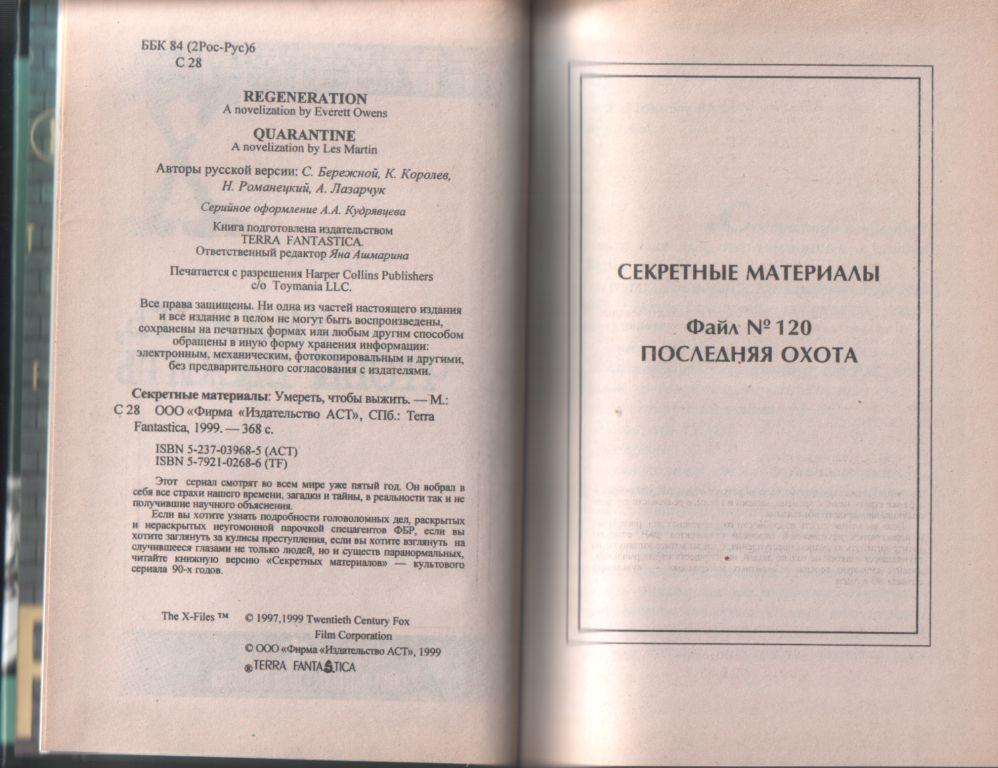 ББК 84 (2Рос-Рус)6
С 28
REGENERATION
A novelization by Everett Owens
QUARANTINE
A novelization by Les Martin
Авторы русской версии: С. Бережной, К. Королев,
Н. Романецкий, А. Лазарчук
Серийное оформление А.А. Кудрявцева
Книга подготовлена издательством
TERRA FANTASTICA.
Ответственный редактор Яна Ашмарина
Печатается с разрешения Harper Collins Publishers
c/o Toymania LLC.
Все права защищены. Ни одна из частей настоящего издания
и все издание в целом не могут быть воспроизведены,
сохранены на печатных формах или любым другим способом
обращены в иную форму хранения информации:
электронным, механическим, фотокопировальным и другими,
без предварительного согласования с издателями.
Секретные материалы: Умереть, чтобы выжить. — М.:
С 28 ООО «Фирма «Издательство АСТ», СПб.: Terra
Fantastica, 1999. — 368 с.
ISBN 5-237-03968-5 (АСТ)
ISBN 5-7921-0268-6 (TF)
Этот сериал смотрят во всем мире уже пятый год. Он вобрал в
себя все страхи нашего времени, загадки и тайны, в реальности так и не
получившие научного объяснения.
Если вы хотите узнать подробности головоломных дел, раскрытых
и нераскрытых неугомонной парочкой спецагентов ФБР, если вы
хотите заглянуть за кулисы преступления, если вы хотите взглянуть на
случившееся глазами не только людей, но и существ паранормальных,
читайте книжную версию «Секретных материалов» — культового
сериала 90-х годов.
The X-Files ™ © 1997,1999 Twentieth Century Fox
Film Corporation
© ООО «Фирма «Издательство АСТ», 1999
® TERRA FANTASTICA
СЕКРЕТНЫЕ МАТЕРИАЛЫ
Файл № 120
ПОСЛЕДНЯЯ ОХОТА